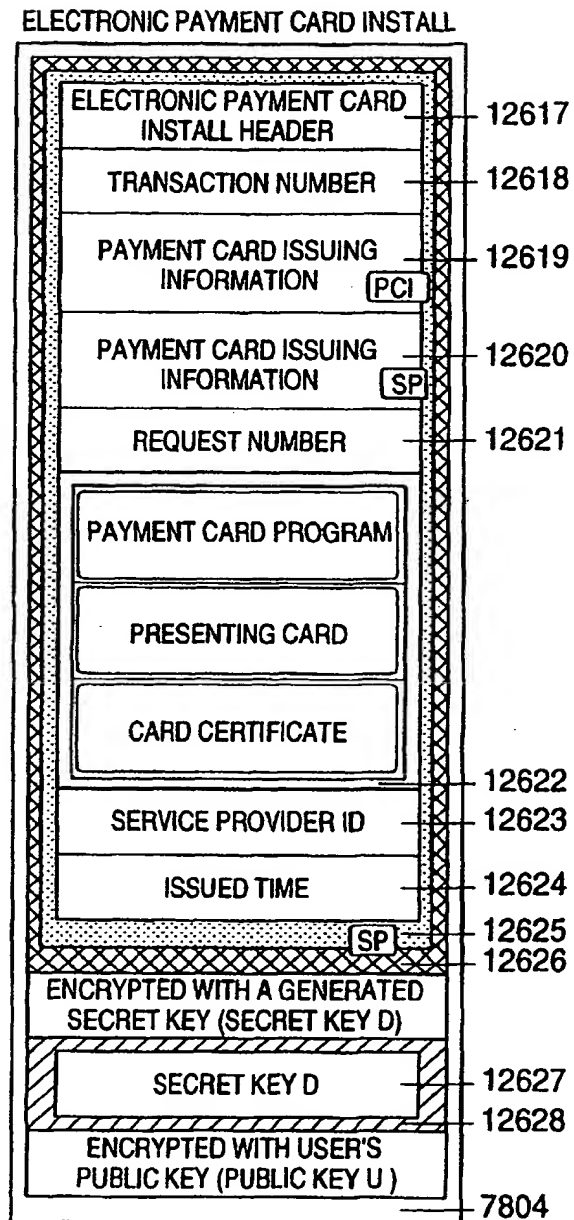 ELECTRONIC PAYMENT CARD INSTALL
ELECTRONIC PAYMENT CARD
INSTALL HEADER
12617
TRANSACTION NUMBER
12618
PAYMENT CARD ISSUING
INFORMATION
PCI
12619
PAYMENT CARD ISSUING
INFORMATION
SP
12620
REQUEST NUMBER
12621
PAYMENT CARD PROGRAM
PRESENTING CARD
CARD CERTIFICATE
12622
SERVICE PROVIDER ID
12623
ISSUED TIME
12624
SP
12625
12626
ENCRYPTED WITH A GENERATED
SECRET KEY (SECRET KEY D)
SECRET KEY D
12627
12628
ENCRYPTED WITH USER'S
PUBLIC KEY (PUBLIC KEY U )
7804